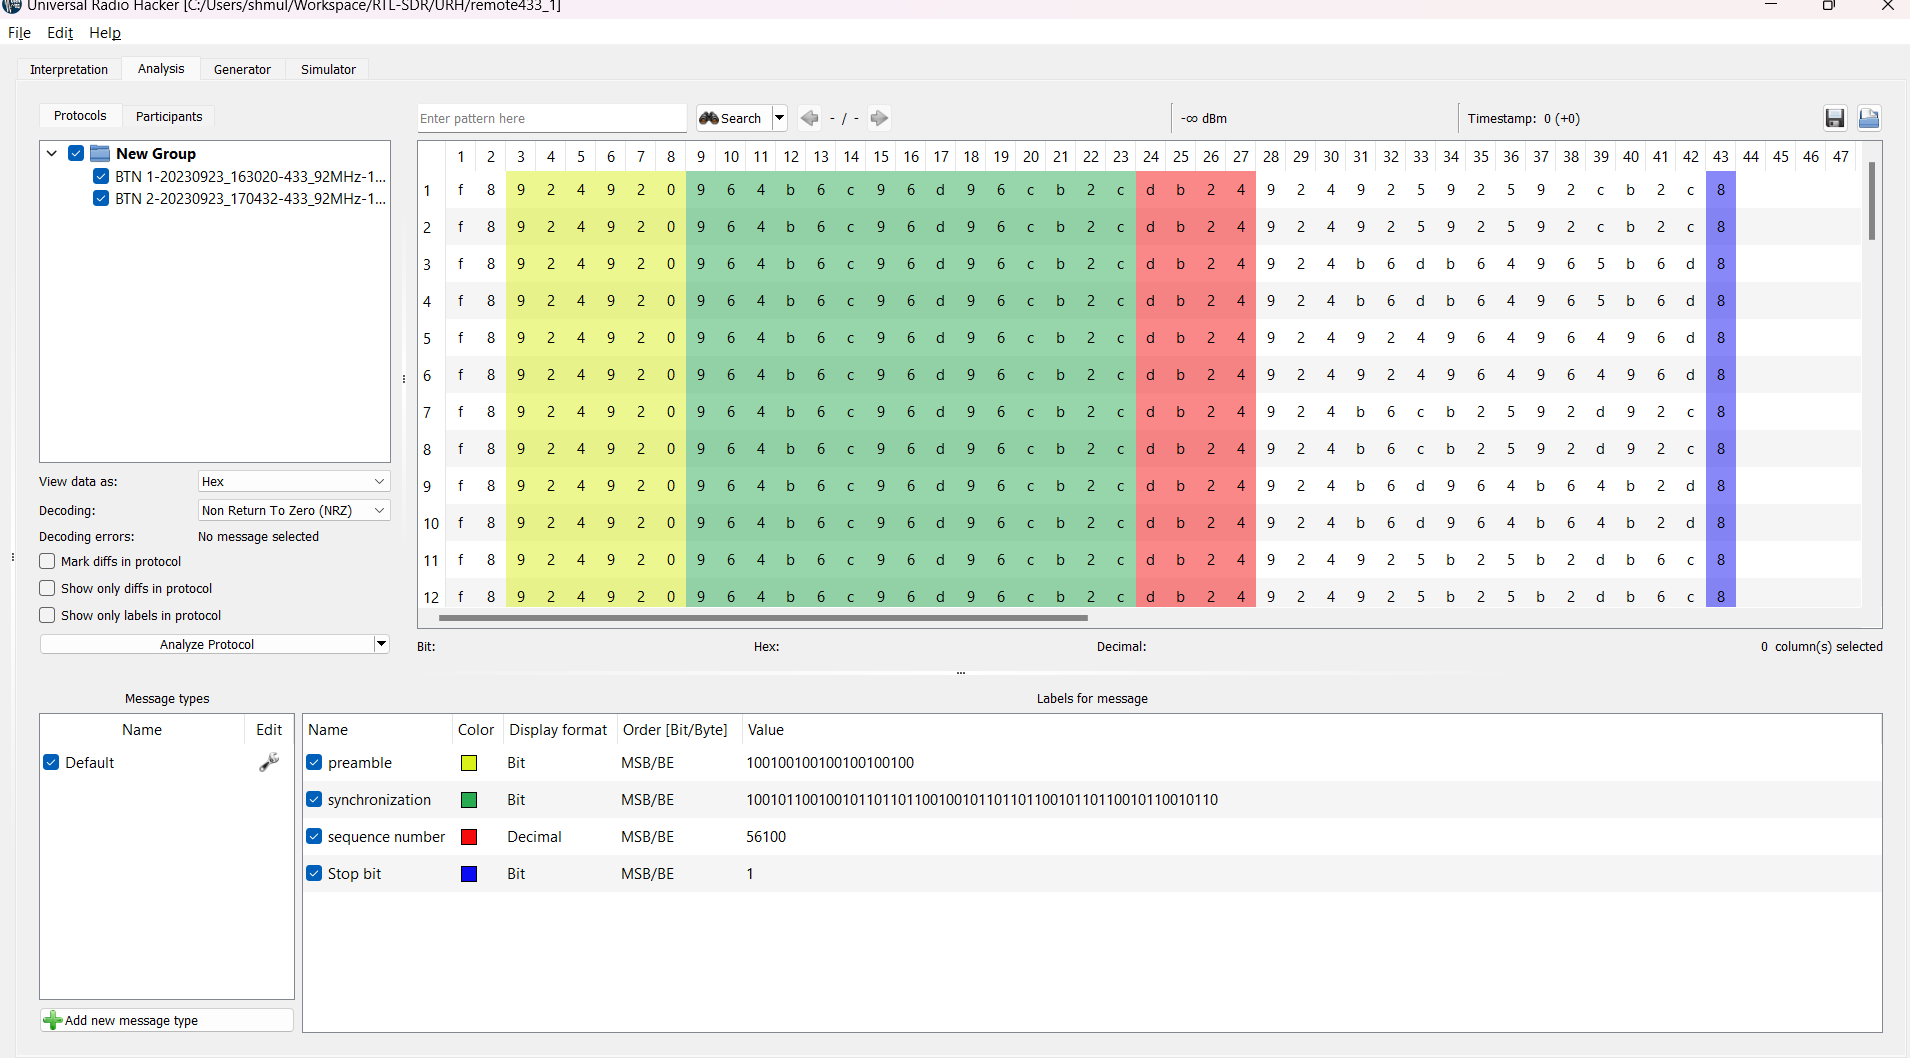 Universal Radio Hacker [C:/Users/shmul/Workspace/RTL-SDR/URH/remote433_1]
File Edit Help
Interpretation Analysis Generator Simulator
Protocols Participants
New Group
BTN 1-20230923_163020-433_92MHz-1...
BTN 2-20230923_170432-433_92MHz-1...
View data as: Hex
Decoding: Non Return To Zero (NRZ)
Decoding errors: No message selected
Mark diffs in protocol
Show only diffs in protocol
Show only labels in protocol
Analyze Protocol
Enter pattern here Search - / - -∞ dBm Timestamp: 0 (+0)
1 2 3 4 5 6 7 8 9 10 11 12 13 14 15 16 17 18 19 20 21 22 23 24 25 26 27 28 29 30 31 32 33 34 35 36 37 38 39 40 41 42 43 44 45 46 47
1 f 8 9 2 4 9 2 0 9 6 4 b 6 c 9 6 d 9 6 c b 2 c d b 2 4 9 2 4 9 2 5 9 2 5 9 2 c b 2 c 8
2 f 8 9 2 4 9 2 0 9 6 4 b 6 c 9 6 d 9 6 c b 2 c d b 2 4 9 2 4 9 2 5 9 2 5 9 2 c b 2 c 8
3 f 8 9 2 4 9 2 0 9 6 4 b 6 c 9 6 d 9 6 c b 2 c d b 2 4 9 2 4 b 6 d b 6 4 9 6 5 b 6 d 8
4 f 8 9 2 4 9 2 0 9 6 4 b 6 c 9 6 d 9 6 c b 2 c d b 2 4 9 2 4 b 6 d b 6 4 9 6 5 b 6 d 8
5 f 8 9 2 4 9 2 0 9 6 4 b 6 c 9 6 d 9 6 c b 2 c d b 2 4 9 2 4 9 2 4 9 6 4 9 6 4 9 6 d 8
6 f 8 9 2 4 9 2 0 9 6 4 b 6 c 9 6 d 9 6 c b 2 c d b 2 4 9 2 4 9 2 4 9 6 4 9 6 4 9 6 d 8
7 f 8 9 2 4 9 2 0 9 6 4 b 6 c 9 6 d 9 6 c b 2 c d b 2 4 9 2 4 b 6 c b 2 5 9 2 d 9 2 c 8
8 f 8 9 2 4 9 2 0 9 6 4 b 6 c 9 6 d 9 6 c b 2 c d b 2 4 9 2 4 b 6 c b 2 5 9 2 d 9 2 c 8
9 f 8 9 2 4 9 2 0 9 6 4 b 6 c 9 6 d 9 6 c b 2 c d b 2 4 9 2 4 b 6 d 9 6 4 b 6 4 b 2 d 8
10 f 8 9 2 4 9 2 0 9 6 4 b 6 c 9 6 d 9 6 c b 2 c d b 2 4 9 2 4 b 6 d 9 6 4 b 6 4 b 2 d 8
11 f 8 9 2 4 9 2 0 9 6 4 b 6 c 9 6 d 9 6 c b 2 c d b 2 4 9 2 4 9 2 5 b 2 5 b 2 d b 6 c 8
12 f 8 9 2 4 9 2 0 9 6 4 b 6 c 9 6 d 9 6 c b 2 c d b 2 4 9 2 4 9 2 5 b 2 5 b 2 d b 6 c 8
Bit: Hex: Decimal: 0 column(s) selected
Message types
Name Edit
Default
Add new message type
Labels for message
Name Color Display format Order [Bit/Byte] Value
preamble Bit MSB/BE 100100100100100100100
synchronization Bit MSB/BE 10010110010010110110110010010110110110010110110010110010110
sequence number Decimal MSB/BE 56100
Stop bit Bit MSB/BE 1